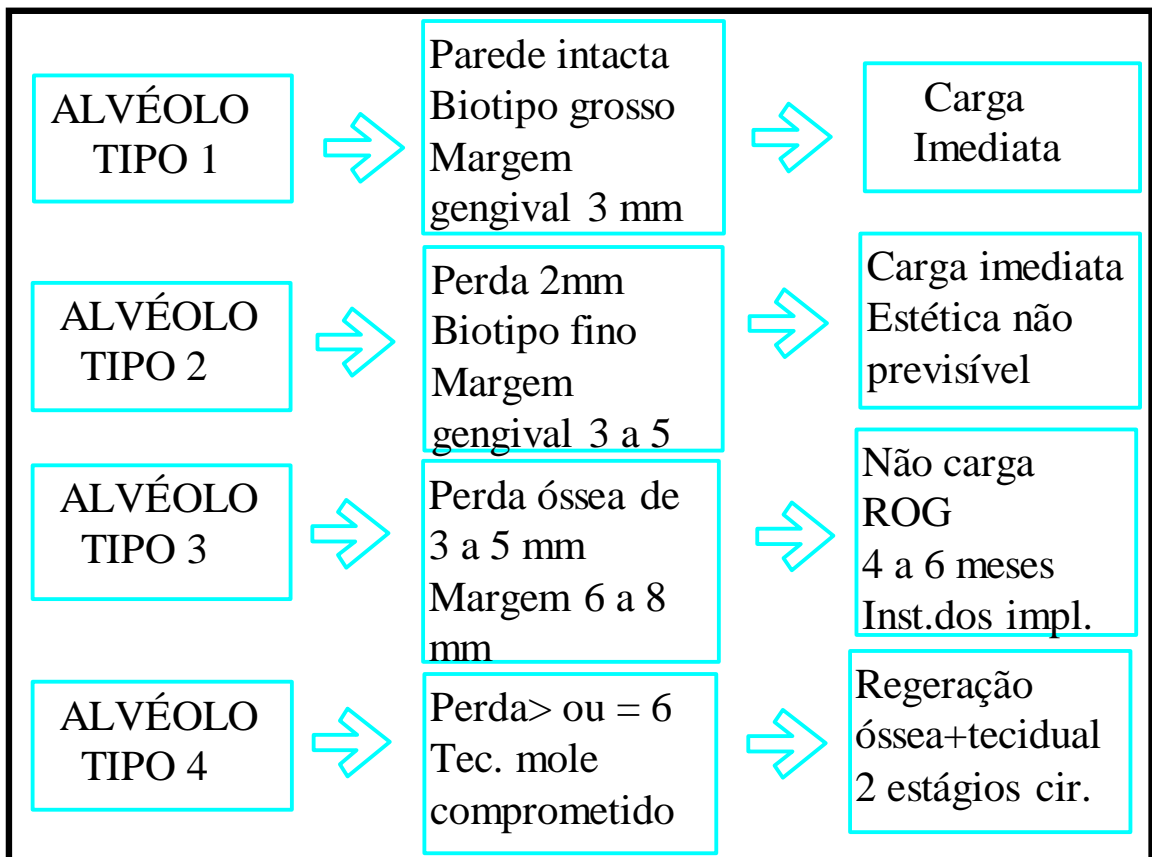 ALVÉOLO
TIPO 1
Parede intacta
Biotipo grosso
Margem
gengival 3 mm
Carga
Imediata
ALVÉOLO
TIPO 2
Perda 2mm
Biotipo fino
Margem
gengival 3 a 5
Carga imediata
Estética não
previsível
ALVÉOLO
TIPO 3
Perda óssea de
3 a 5 mm
Margem 6 a 8
mm
Não carga
ROG
4 a 6 meses
Inst.dos impl.
ALVÉOLO
TIPO 4
Perda> ou = 6
Tec. mole
comprometido
Regeração
óssea+tecidual
2 estágios cir.